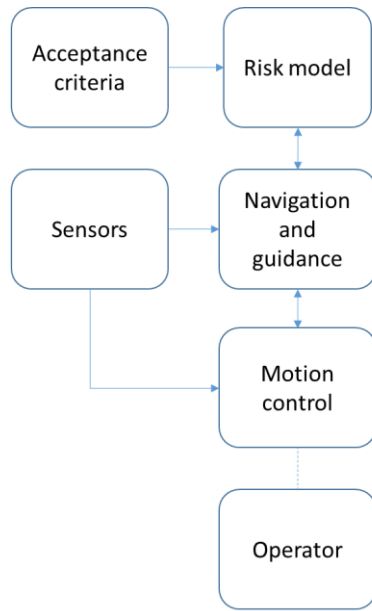 Acceptance
criteria
Risk model
Sensors
Navigation
and
guidance
Motion
control
Operator